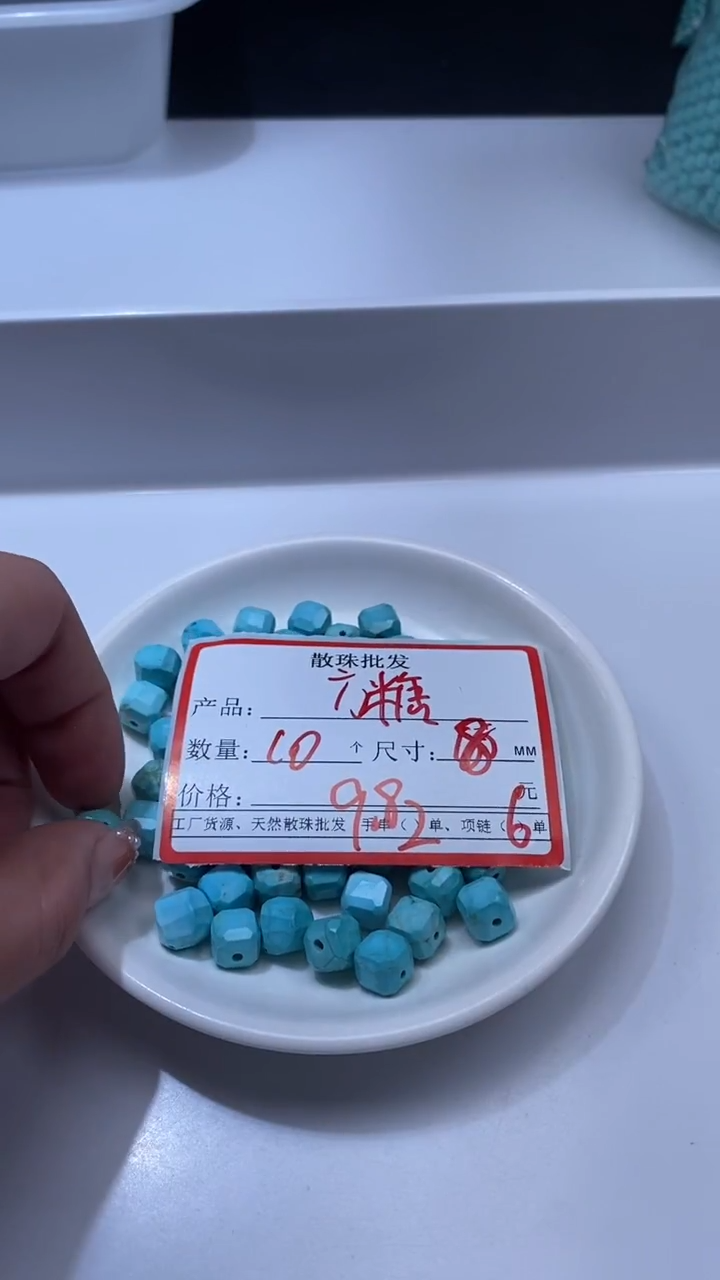 散珠批发
产品: 方糖
数量: 10 个 尺寸: 8 MM
价格: 9.82 元
工厂货源、天然散珠批发 手串（ ）单、项链（6）单